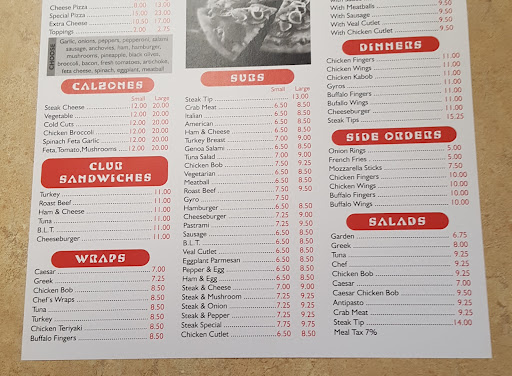 Cheese Pizza 8.00 13.00
Special Pizza 13.00 23.00
Extra Cheese 10.50 17.00
Toppings 2.00 2.75
CHOOSE
Garlic, onions, peppers, pepperoni, salami
sausage, anchovies, ham, hamburger,
mushrooms, pineapple, black olives,
broccoli, bacon, fresh tomatoes, artichoke,
feta cheese, spinach, eggplant, meatball
CALZONES
Small Large
Steak Cheese 12.00 20.00
Vegetable 12.00 20.00
Cold Cuts 12.00 20.00
Chicken Broccoli 12.00 20.00
Spinach Feta Garlic 12.00 20.00
Feta,Tomato,Mushrooms 12.00 20.00
CLUB
SANDWICHES
Turkey 11.00
Roast Beef 11.00
Ham & Cheese 11.00
Tuna 11.00
B.L.T. 11.00
Cheeseburger 11.00
WRAPS
Caesar 7.00
Greek 7.25
Chicken Bob 8.50
Chef's Wraps 8.50
Tuna 8.50
Turkey 8.50
Chicken Teriyaki 8.50
Buffalo Fingers 8.50
SUBS
Small Large
Steak Tip 13.00
Crab Meat 6.50 8.50
Italian 6.50 8.50
American 6.50 8.50
Ham & Cheese 6.50 8.50
Turkey Breast 7.00 9.00
Genoa Salami 6.50 8.50
Tuna Salad 7.00 9.00
Chicken Bob 7.50 9.25
Vegetarian 6.50 8.50
Meatball 6.50 8.50
Roast Beef 7.50 9.50
Gyro 7.50
Hamburger 6.50 8.50
Cheeseburger 7.25 9.00
Pastrami 7.25 9.50
Sausage 6.50 8.50
B.L.T. 6.50 8.50
Veal Cutlet 6.50 8.50
Eggplant Parmesan 6.50 8.50
Pepper & Egg 6.50 8.50
Ham & Egg 6.50 8.50
Steak & Cheese 7.00 9.00
Steak & Mushroom 7.25 9.25
Steak & Onion 7.25 9.25
Steak & Pepper 7.25 9.25
Steak Special 7.75 9.75
Chicken Cutlet 6.50 8.50
With Meatballs 9.50
With Sausage 9.50
With Veal Cutlet 9.50
With Chicken Cutlet 9.50
DINNERS
Chicken Fingers 11.00
Chicken Wings 11.00
Chicken Kabob 11.00
Gyros 11.00
Buffalo Fingers 11.00
Bufallo Wings 11.00
Cheeseburger 11.00
Steak Tips 15.25
SIDE ORDERS
Onion Rings 5.00
French Fries 5.00
Mozzarella Sticks 7.50
Chicken Fingers 10.00
Chicken Wings 10.00
Buffalo Fingers 10.00
Buffalo Wings 10.00
SALADS
Garden 6.75
Greek 8.00
Tuna 9.25
Chef 9.25
Chicken Bob 9.25
Caesar 7.00
Caesar Chicken Bob 9.50
Antipasto 9.25
Crab Meat 9.25
Steak Tip 14.00
Meal Tax 7%